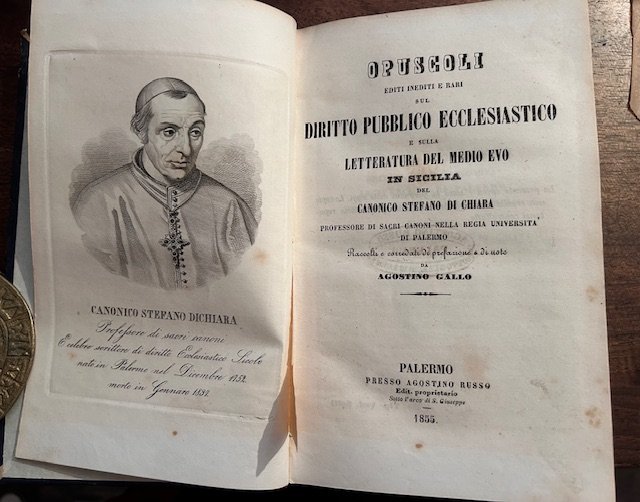 CANONICO STEFANO DICHIARA
Professore di sacri canoni
E celebre scrittore di diritto Ecclesiastico Siculo
nato in Palermo nel Dicembre 1752.
morto in Gennaro 1837.
OPUSCOLI
EDITI INEDITI E RARI
SUL
DIRITTO PUBBLICO ECCLESIASTICO
E SULLA
LETTERATURA DEL MEDIO EVO
IN SICILIA
DEL
CANONICO STEFANO DI CHIARA
PROFESSORE DI SACRI CANONI NELLA REGIA UNIVERSITA'
DI PALERMO
Raccolti e corredati di prefazione e di note
DA
AGOSTINO GALLO
PALERMO
PRESSO AGOSTINO RUSSO
Edit. proprietario
Sotto l'arco di S. Giuseppe
1855.